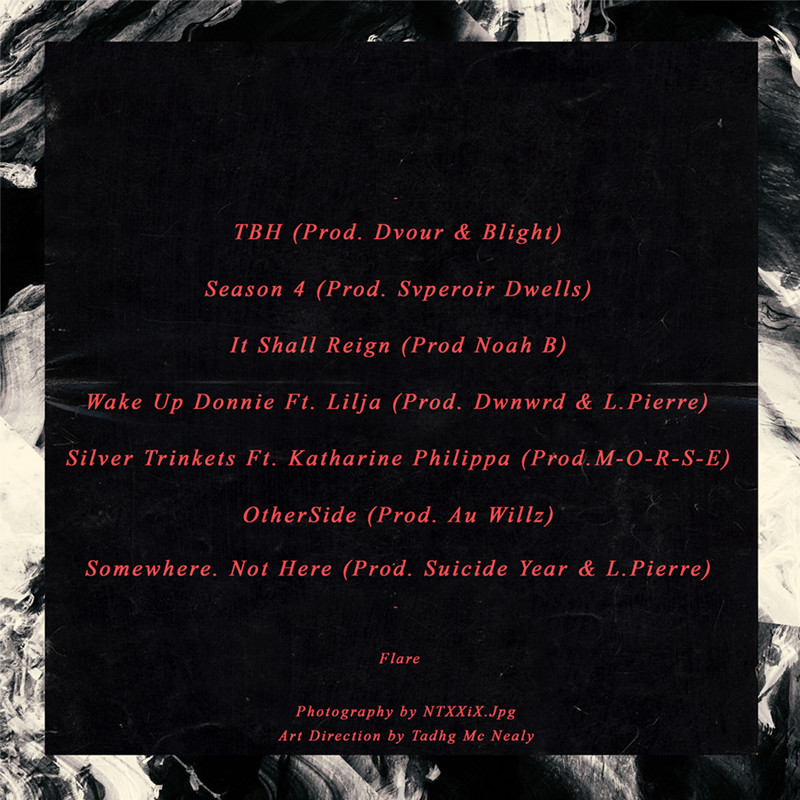 -
TBH (Prod. Dvour & Blight)
Season 4 (Prod. Svperoir Dwells)
It Shall Reign (Prod Noah B)
Wake Up Donnie Ft. Lilja (Prod. Dwnwrd & L.Pierre)
Silver Trinkets Ft. Katharine Philippa (Prod.M-O-R-S-E)
OtherSide (Prod. Au Willz)
Somewhere. Not Here (Prod. Suicide Year & L.Pierre)
-
Flare
Photography by NTXXiX.Jpg
Art Direction by Tadhg Mc Nealy